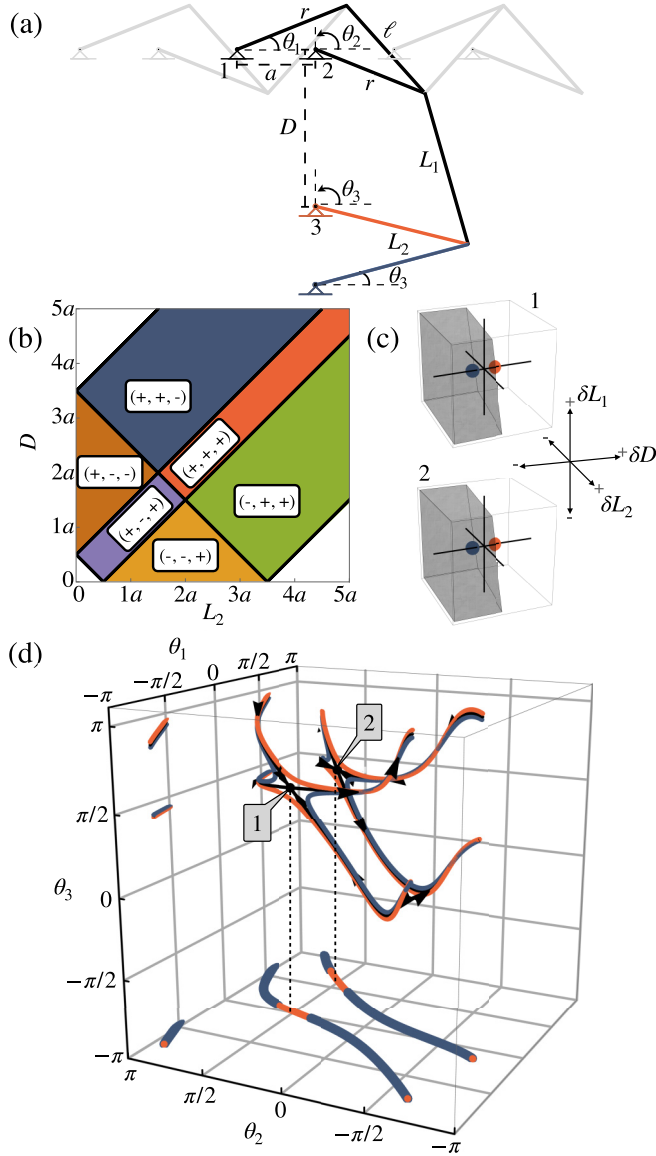 (a)
r
ℓ
θ₁
θ₂
1
a
2
r
D
L₁
θ₃
3
L₂
θ₃
(b)
(c)
5a
4a
3a
2a
1a
0
D
(+, +, -)
(+, +, +)
(+, -, -)
(+, -, +)
(-, +, +)
(-, -, +)
0
1a
2a
3a
4a
5a
L₂
1
2
+ δL₁
+ δD
+ δL₂
-
-
-
(d)
θ₁
−π
−π/2
0
π/2
π
π
π/2
θ₃
0
−π/2
−π
1
2
π
π/2
0
−π/2
−π
θ₂